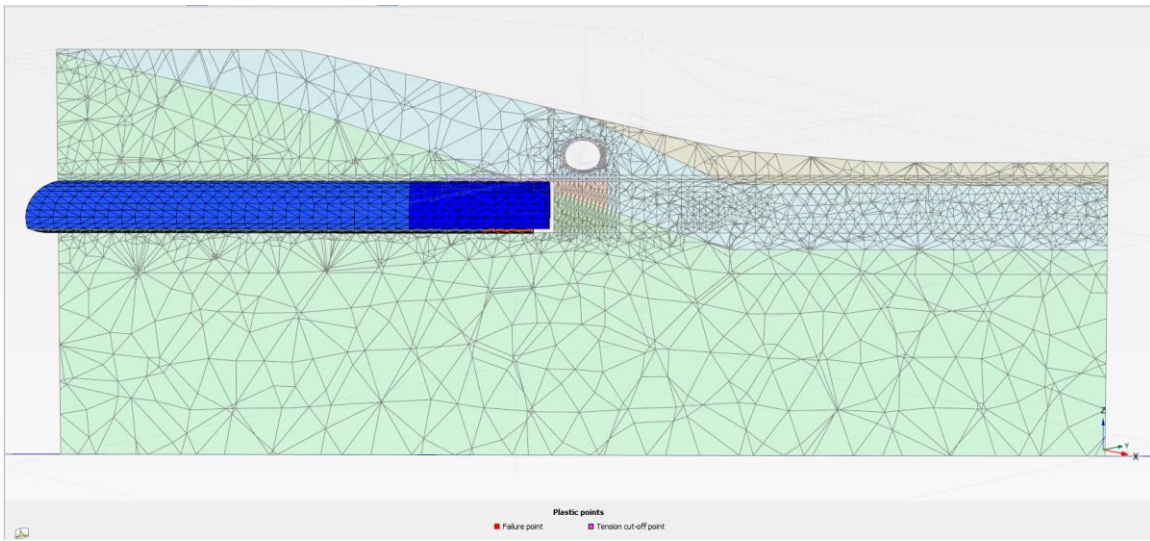 Z
Y
X
Plastic points
Failure point
Tension cut-off point